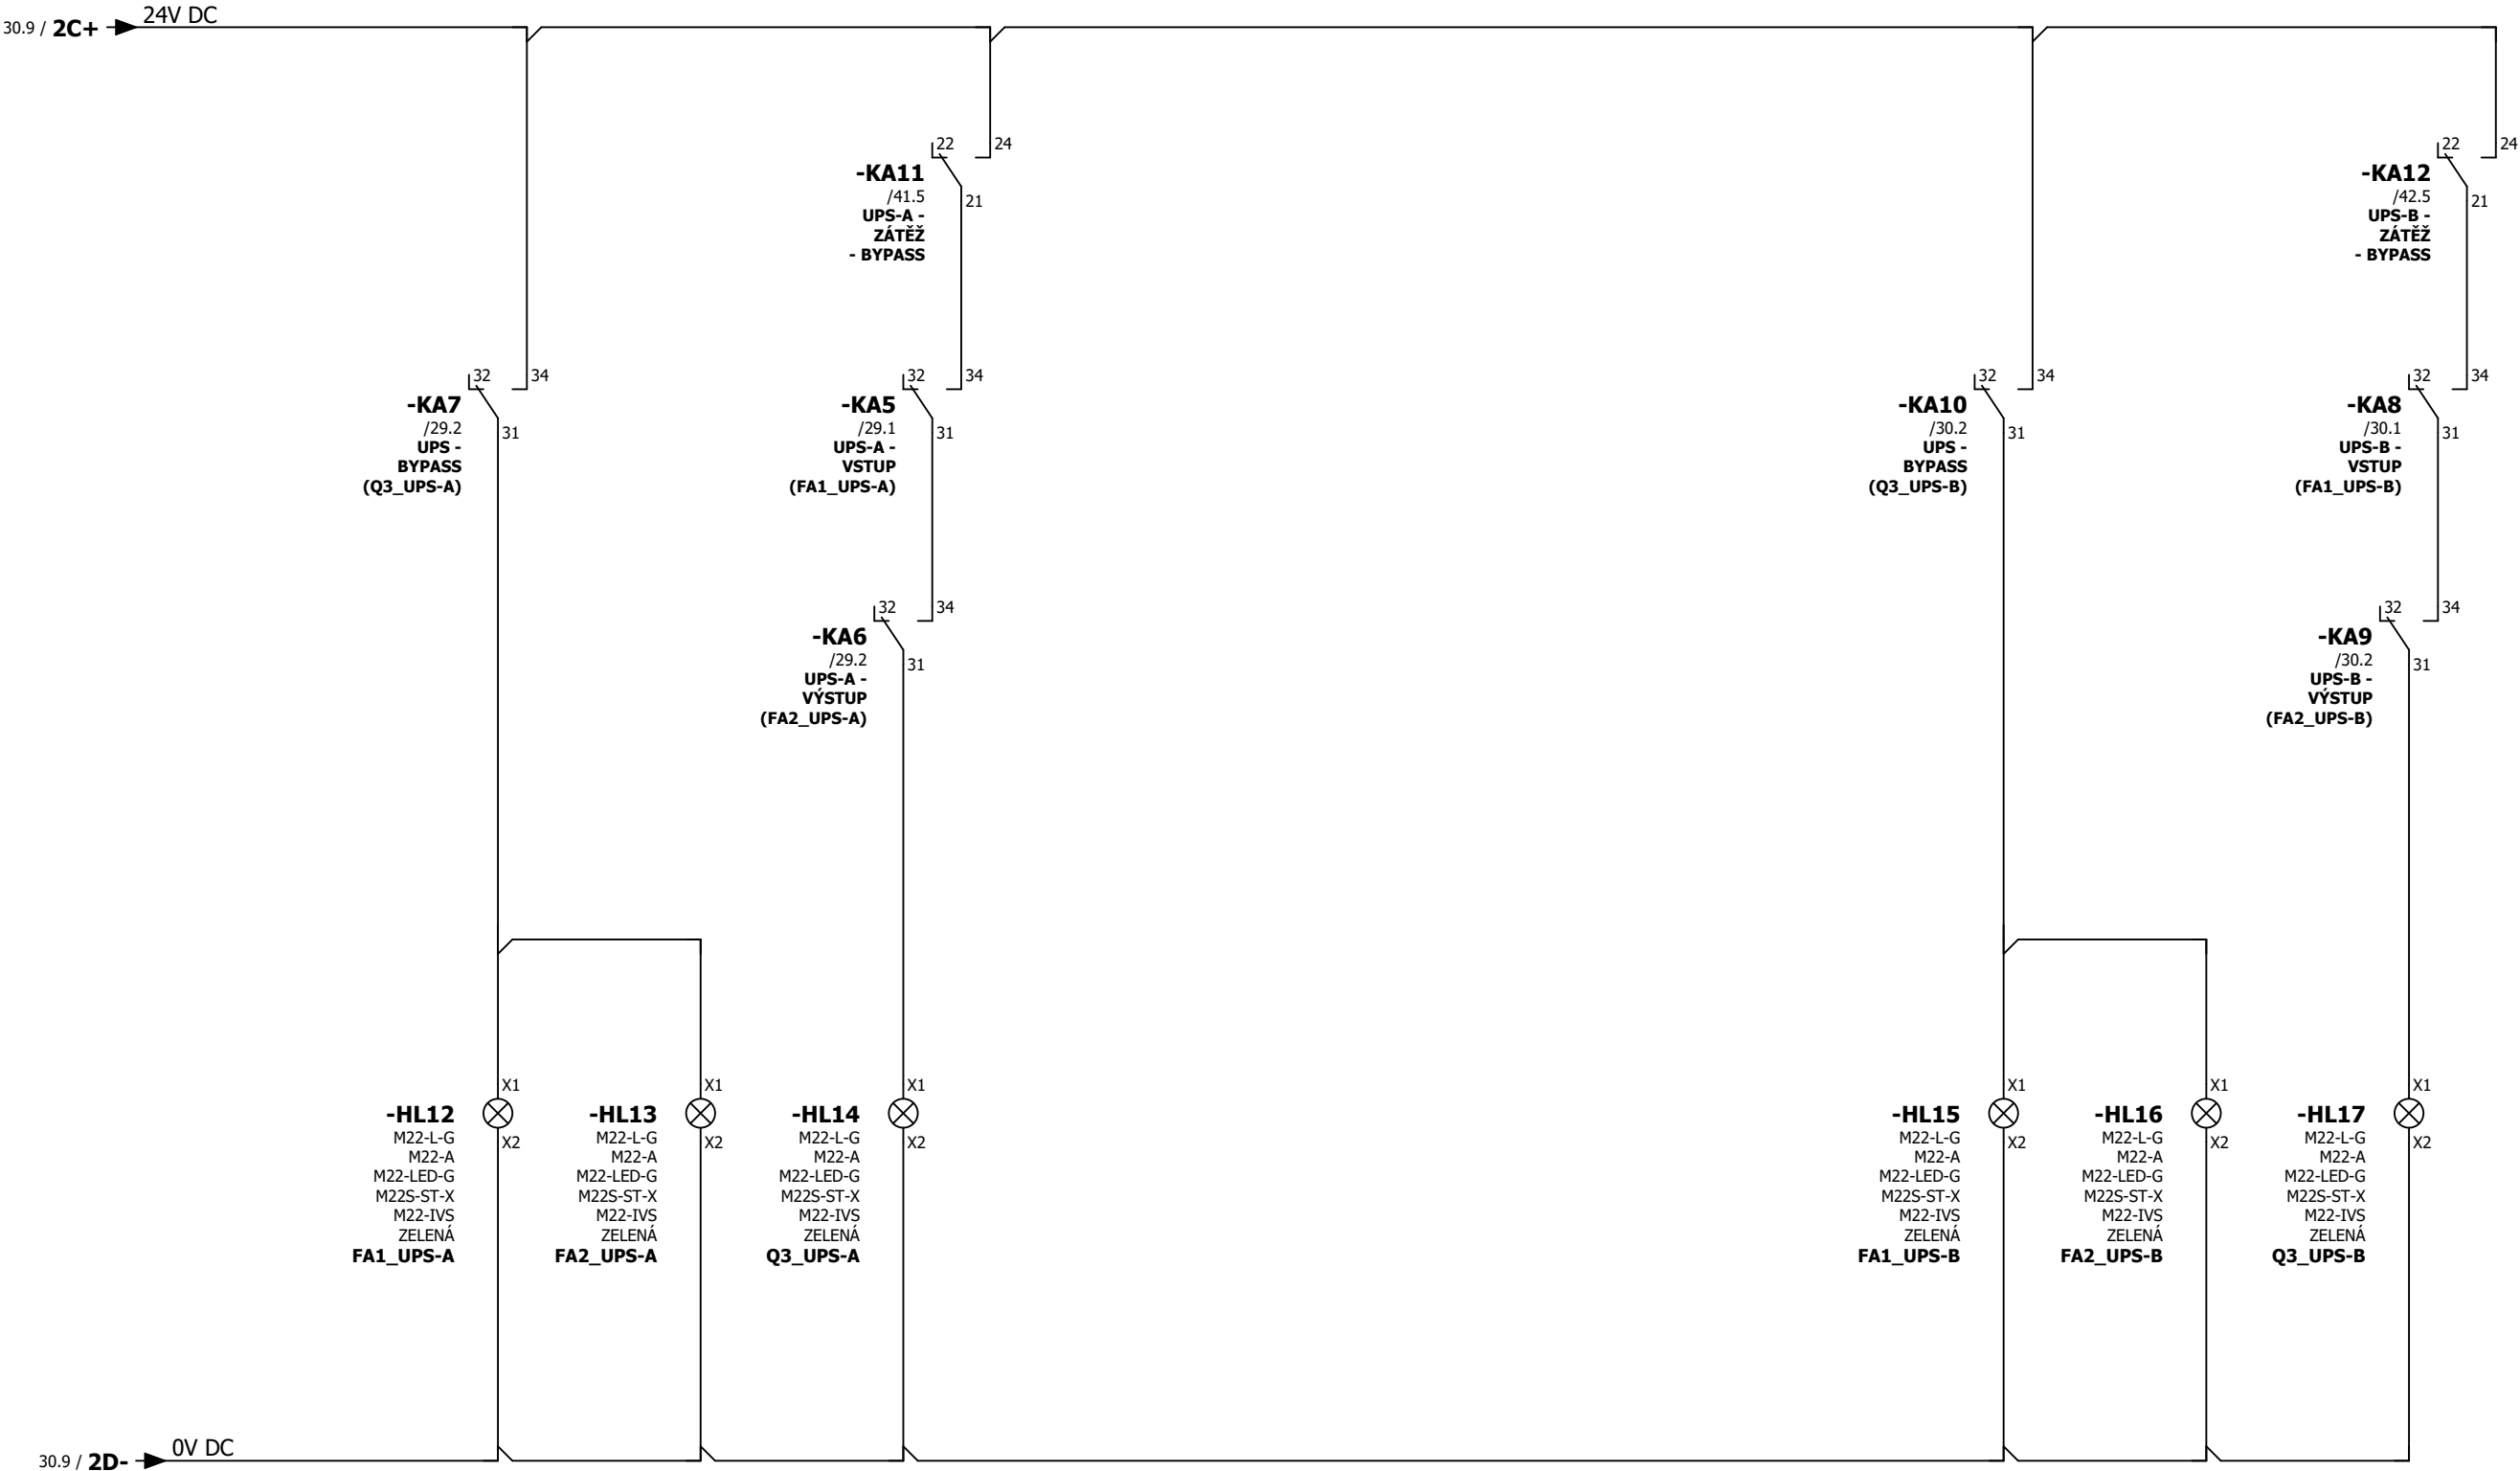 24V DC
30.9 / 2C+
22
24
-KA11
/41.5
21
UPS-A -
ZÁTĚŽ
- BYPASS
22
24
-KA12
/42.5
21
UPS-B -
ZÁTĚŽ
- BYPASS
32
34
-KA7
/29.2
31
UPS -
BYPASS
(Q3_UPS-A)
32
34
-KA5
/29.1
31
UPS-A -
VSTUP
(FA1_UPS-A)
32
34
-KA10
/30.2
31
UPS -
BYPASS
(Q3_UPS-B)
32
34
-KA8
/30.1
31
UPS-B -
VSTUP
(FA1_UPS-B)
32
34
-KA6
/29.2
31
UPS-A -
VÝSTUP
(FA2_UPS-A)
32
34
-KA9
/30.2
31
UPS-B -
VÝSTUP
(FA2_UPS-B)
X1
-HL12
X2
M22-L-G
M22-A
M22-LED-G
M22S-ST-X
M22-IVS
ZELENÁ
FA1_UPS-A
X1
-HL13
X2
M22-L-G
M22-A
M22-LED-G
M22S-ST-X
M22-IVS
ZELENÁ
FA2_UPS-A
X1
-HL14
X2
M22-L-G
M22-A
M22-LED-G
M22S-ST-X
M22-IVS
ZELENÁ
Q3_UPS-A
X1
-HL15
X2
M22-L-G
M22-A
M22-LED-G
M22S-ST-X
M22-IVS
ZELENÁ
FA1_UPS-B
X1
-HL16
X2
M22-L-G
M22-A
M22-LED-G
M22S-ST-X
M22-IVS
ZELENÁ
FA2_UPS-B
X1
-HL17
X2
M22-L-G
M22-A
M22-LED-G
M22S-ST-X
M22-IVS
ZELENÁ
Q3_UPS-B
0V DC
30.9 / 2D-